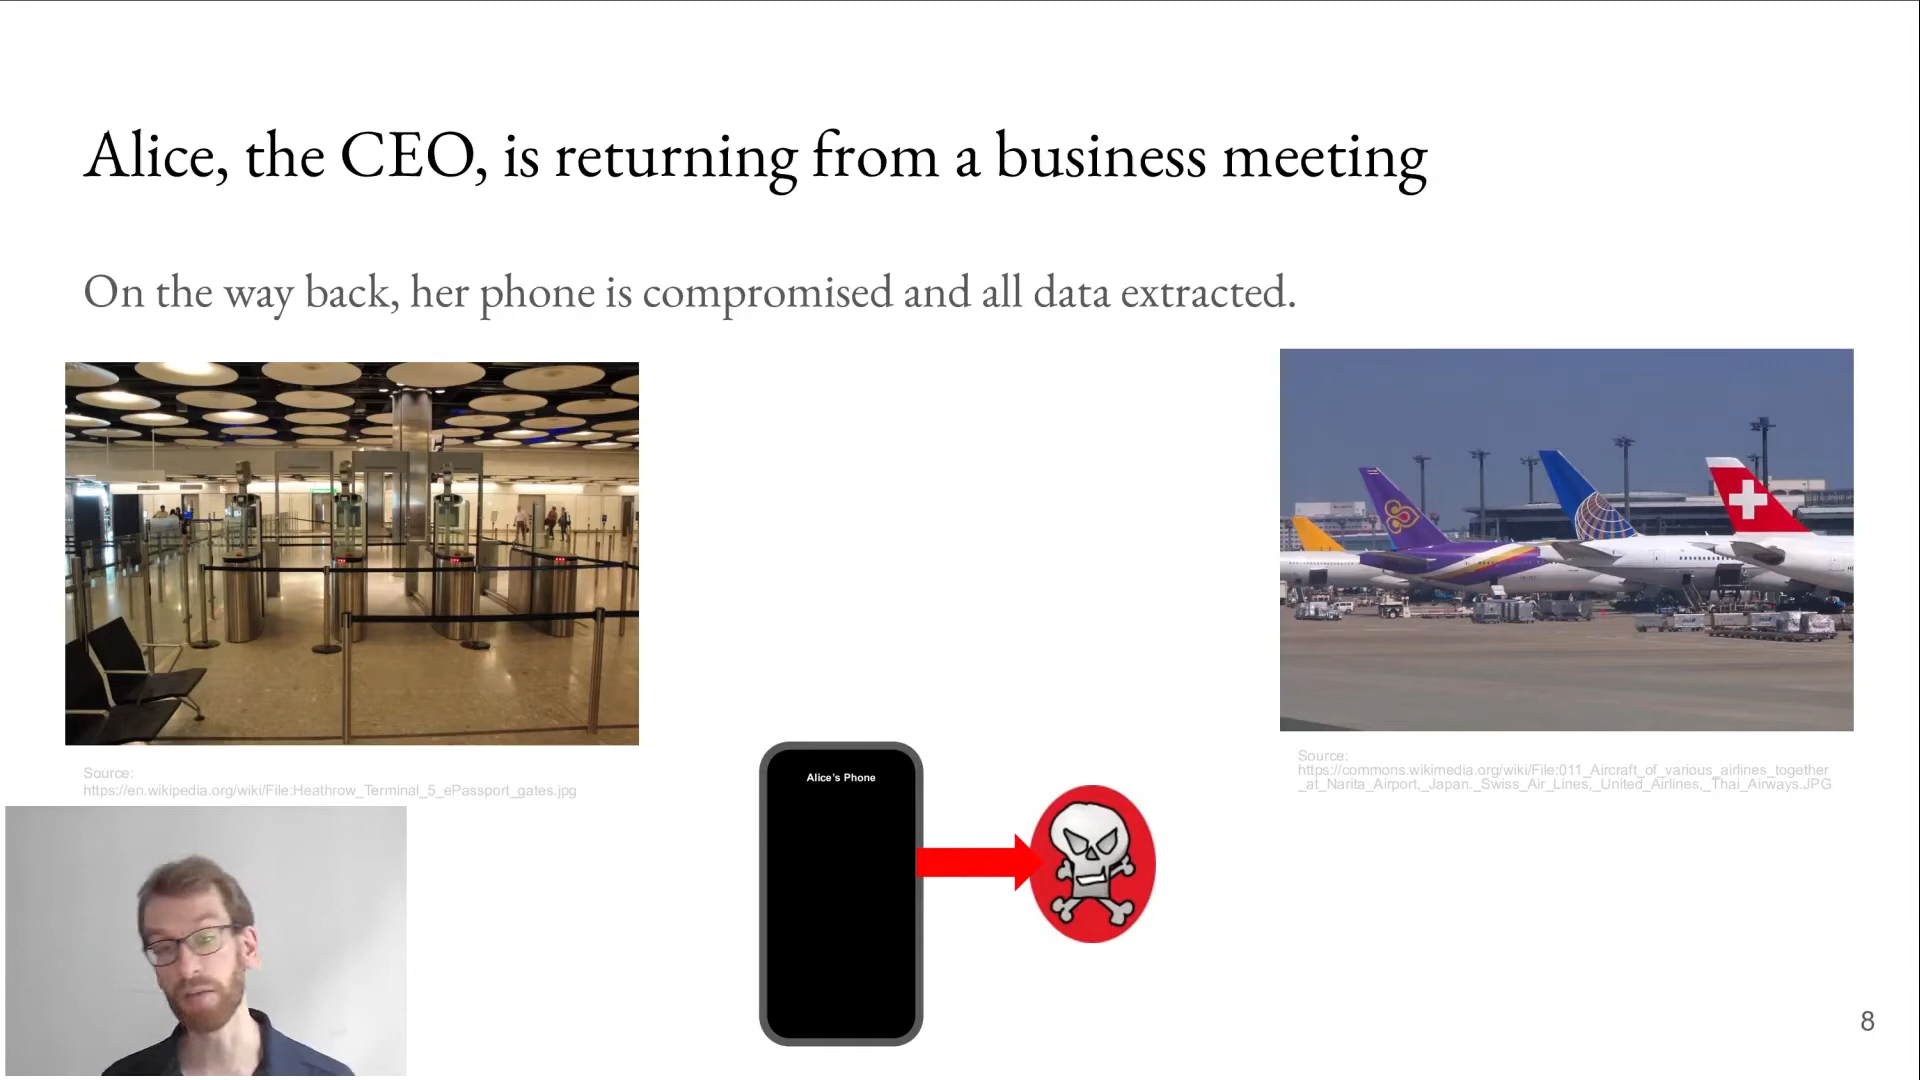 Alice, the CEO, is returning from a business meeting
On the way back, her phone is compromised and all data extracted.
Source:
https://en.wikipedia.org/wiki/File:Heathrow_Terminal_5_ePassport_gates.jpg
Source:
https://commons.wikimedia.org/wiki/File:011_Aircraft_of_various_airlines_together
_at_Narita_Airport,_Japan._Swiss_Air_Lines,_United_Airlines,_Thai_Airways.JPG
Alice's Phone
8